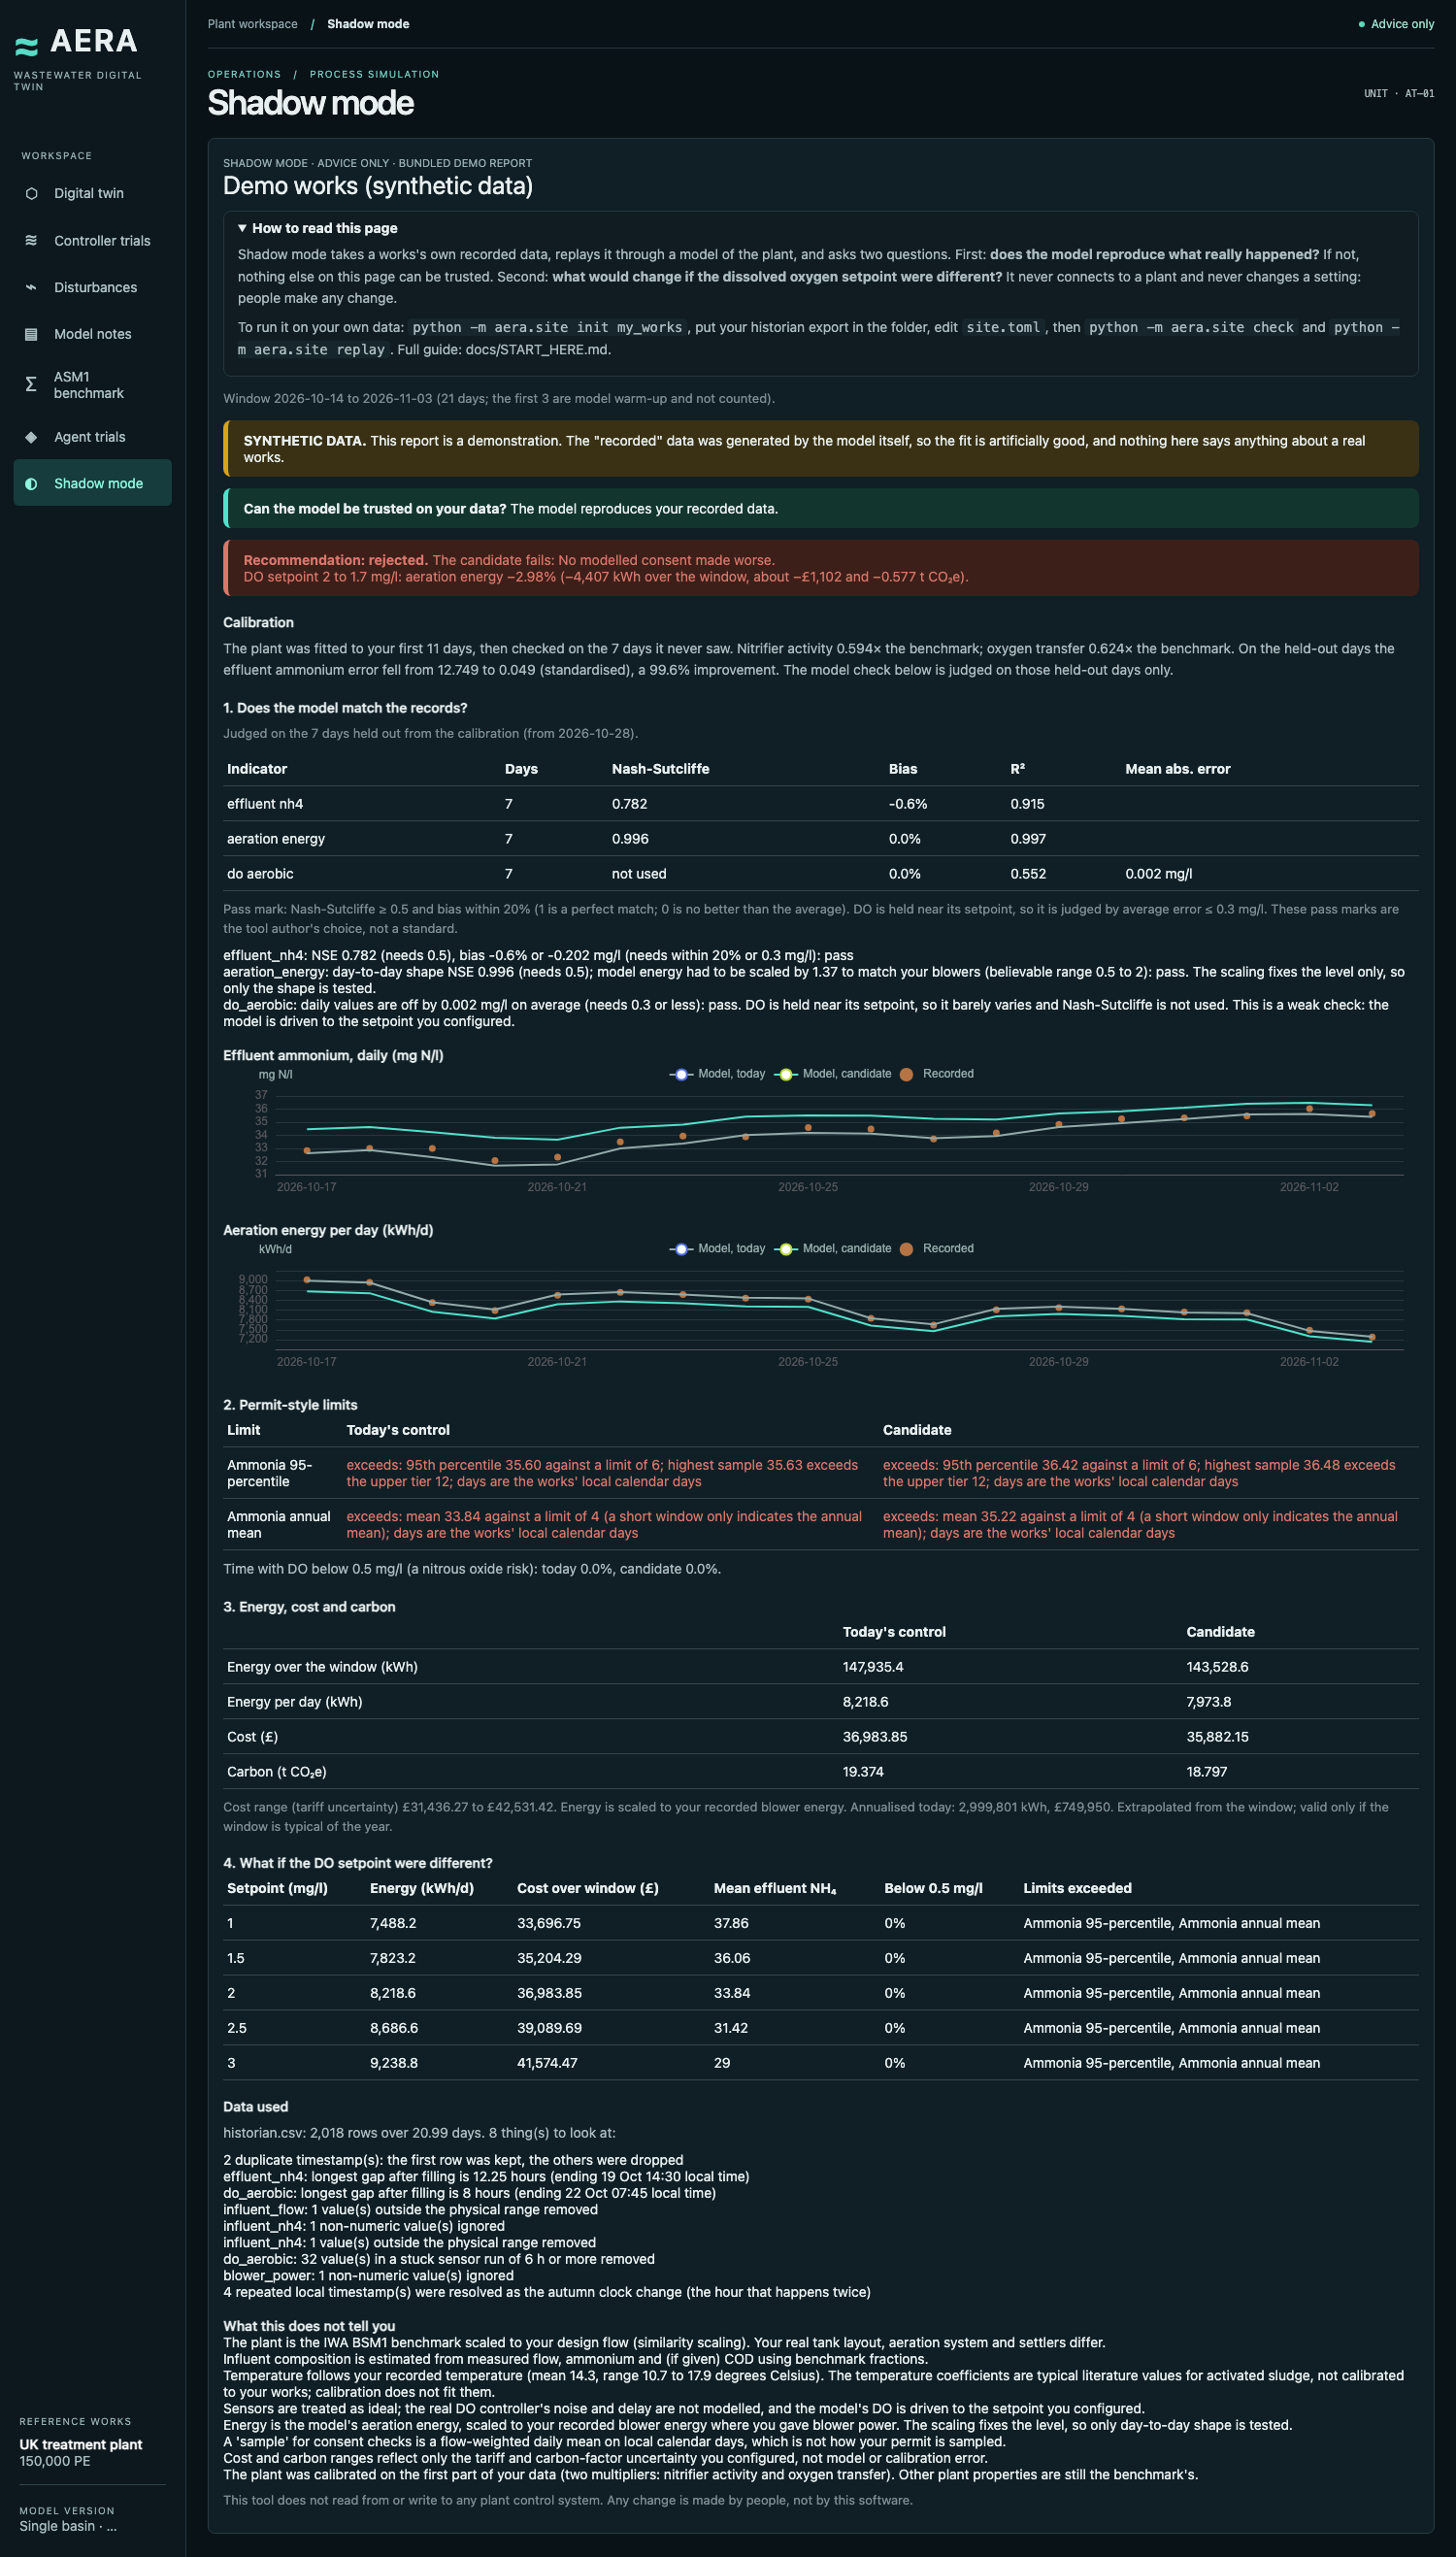 AERA
WASTEWATER DIGITAL
TWIN
WORKSPACE
Digital twin
Controller trials
Disturbances
Model notes
ASM1
benchmark
Agent trials
Shadow mode
REFERENCE WORKS
UK treatment plant
150,000 PE
MODEL VERSION
Single basin · ...
Plant workspace / Shadow mode
Advice only
OPERATIONS / PROCESS SIMULATION
Shadow mode
UNIT · AT—01
SHADOW MODE · ADVICE ONLY · BUNDLED DEMO REPORT
Demo works (synthetic data)
▼ How to read this page
Shadow mode takes a works's own recorded data, replays it through a model of the plant, and asks two questions. First: does the model reproduce what really happened? If not,
nothing else on this page can be trusted. Second: what would change if the dissolved oxygen setpoint were different? It never connects to a plant and never changes a setting:
people make any change.
To run it on your own data: python -m aera.site init my_works, put your historian export in the folder, edit site.toml, then python -m aera.site check and python -
m aera.site replay. Full guide: docs/START_HERE.md.
Window 2026-10-14 to 2026-11-03 (21 days; the first 3 are model warm-up and not counted).
SYNTHETIC DATA. This report is a demonstration. The "recorded" data was generated by the model itself, so the fit is artificially good, and nothing here says anything about a real
works.
Can the model be trusted on your data? The model reproduces your recorded data.
Recommendation: rejected. The candidate fails: No modelled consent made worse.
DO setpoint 2 to 1.7 mg/l: aeration energy −2.98% (−4,407 kWh over the window, about −£1,102 and −0.577 t CO₂e).
Calibration
The plant was fitted to your first 11 days, then checked on the 7 days it never saw. Nitrifier activity 0.594× the benchmark; oxygen transfer 0.624× the benchmark. On the held-out days the
effluent ammonium error fell from 12.749 to 0.049 (standardised), a 99.6% improvement. The model check below is judged on those held-out days only.
1. Does the model match the records?
Judged on the 7 days held out from the calibration (from 2026-10-28).
Indicator Days Nash-Sutcliffe Bias R² Mean abs. error
effluent nh4 7 0.782 -0.6% 0.915
aeration energy 7 0.996 0.0% 0.997
do aerobic 7 not used 0.0% 0.552 0.002 mg/l
Pass mark: Nash-Sutcliffe ≥ 0.5 and bias within 20% (1 is a perfect match; 0 is no better than the average). DO is held near its setpoint, so it is judged by average error ≤ 0.3 mg/l. These pass marks are
the tool author's choice, not a standard.
effluent_nh4: NSE 0.782 (needs 0.5), bias -0.6% or -0.202 mg/l (needs within 20% or 0.3 mg/l): pass
aeration_energy: day-to-day shape NSE 0.996 (needs 0.5); model energy had to be scaled by 1.37 to match your blowers (believable range 0.5 to 2): pass. The scaling fixes the level only, so
only the shape is tested.
do_aerobic: daily values are off by 0.002 mg/l on average (needs 0.3 or less): pass. DO is held near its setpoint, so it barely varies and Nash-Sutcliffe is not used. This is a weak check: the
model is driven to the setpoint you configured.
Effluent ammonium, daily (mg N/l)
mg N/l
Model, today Model, candidate Recorded
37
36
35
34
33
32
31
2026-10-17 2026-10-21 2026-10-25 2026-10-29 2026-11-02
Aeration energy per day (kWh/d)
kWh/d
Model, today Model, candidate Recorded
9,000
8,700
8,400
8,100
7,800
7,500
7,200
2026-10-17 2026-10-21 2026-10-25 2026-10-29 2026-11-02
2. Permit-style limits
Limit Today's control Candidate
Ammonia 95- exceeds: 95th percentile 35.60 against a limit of 6; highest sample 35.63 exceeds exceeds: 95th percentile 36.42 against a limit of 6; highest sample 36.48 exceeds
percentile the upper tier 12; days are the works' local calendar days the upper tier 12; days are the works' local calendar days
Ammonia annual exceeds: mean 33.84 against a limit of 4 (a short window only indicates the annual exceeds: mean 35.22 against a limit of 4 (a short window only indicates the annual
mean mean); days are the works' local calendar days mean); days are the works' local calendar days
Time with DO below 0.5 mg/l (a nitrous oxide risk): today 0.0%, candidate 0.0%.
3. Energy, cost and carbon
Today's control Candidate
Energy over the window (kWh) 147,935.4 143,528.6
Energy per day (kWh) 8,218.6 7,973.8
Cost (£) 36,983.85 35,882.15
Carbon (t CO₂e) 19.374 18.797
Cost range (tariff uncertainty) £31,436.27 to £42,531.42. Energy is scaled to your recorded blower energy. Annualised today: 2,999,801 kWh, £749,950. Extrapolated from the window; valid only if the
window is typical of the year.
4. What if the DO setpoint were different?
Setpoint (mg/l) Energy (kWh/d) Cost over window (£) Mean effluent NH₄ Below 0.5 mg/l Limits exceeded
1 7,488.2 33,696.75 37.86 0% Ammonia 95-percentile, Ammonia annual mean
1.5 7,823.2 35,204.29 36.06 0% Ammonia 95-percentile, Ammonia annual mean
2 8,218.6 36,983.85 33.84 0% Ammonia 95-percentile, Ammonia annual mean
2.5 8,686.6 39,089.69 31.42 0% Ammonia 95-percentile, Ammonia annual mean
3 9,238.8 41,574.47 29 0% Ammonia 95-percentile, Ammonia annual mean
Data used
historian.csv: 2,018 rows over 20.99 days. 8 thing(s) to look at:
2 duplicate timestamp(s): the first row was kept, the others were dropped
effluent_nh4: longest gap after filling is 12.25 hours (ending 19 Oct 14:30 local time)
do_aerobic: longest gap after filling is 8 hours (ending 22 Oct 07:45 local time)
influent_flow: 1 value(s) outside the physical range removed
influent_nh4: 1 non-numeric value(s) ignored
influent_nh4: 1 value(s) outside the physical range removed
do_aerobic: 32 value(s) in a stuck sensor run of 6 h or more removed
blower_power: 1 non-numeric value(s) ignored
4 repeated local timestamp(s) were resolved as the autumn clock change (the hour that happens twice)
What this does not tell you
The plant is the IWA BSM1 benchmark scaled to your design flow (similarity scaling). Your real tank layout, aeration system and settlers differ.
Influent composition is estimated from measured flow, ammonium and (if given) COD using benchmark fractions.
Temperature follows your recorded temperature (mean 14.3, range 10.7 to 17.9 degrees Celsius). The temperature coefficients are typical literature values for activated sludge, not calibrated
to your works; calibration does not fit them.
Sensors are treated as ideal; the real DO controller's noise and delay are not modelled, and the model's DO is driven to the setpoint you configured.
Energy is the model's aeration energy, scaled to your recorded blower energy where you gave blower power. The scaling fixes the level, so only day-to-day shape is tested.
A 'sample' for consent checks is a flow-weighted daily mean on local calendar days, which is not how your permit is sampled.
Cost and carbon ranges reflect only the tariff and carbon-factor uncertainty you configured, not model or calibration error.
The plant was calibrated on the first part of your data (two multipliers: nitrifier activity and oxygen transfer). Other plant properties are still the benchmark's.
This tool does not read from or write to any plant control system. Any change is made by people, not by this software.